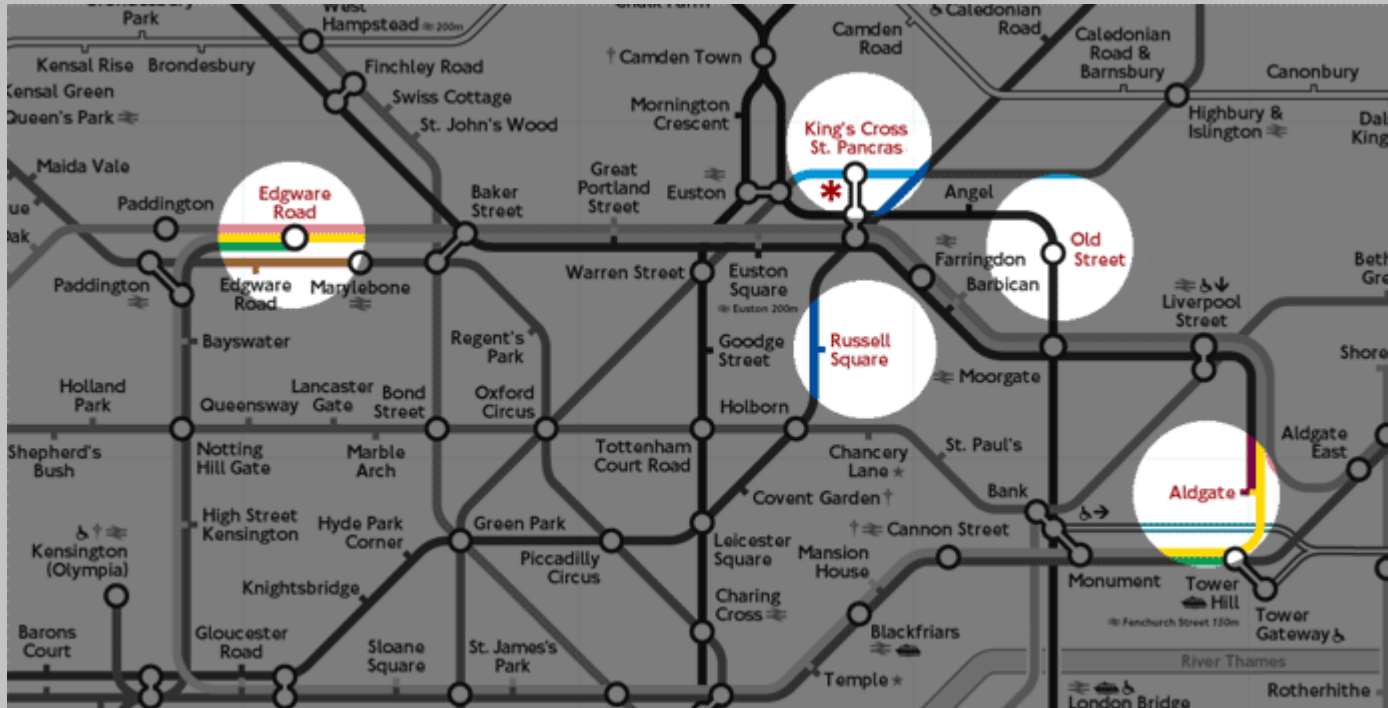 Park
West
Hampstead 200m
Kensal Rise
Brondesbury
Kensal Green
Queen's Park
Finchley Road
Swiss Cottage
St. John's Wood
† Camden Town
Mornington
Crescent
Camden
Road
Caledonian
Road
Caledonian
Road &
Barnsbury
Canonbury
Highbury &
Islington
King's Cross
St. Pancras
*
Maida Vale
Paddington
Edgware
Road
Baker
Street
Great
Portland
Street
Euston
Angel
Old
Street
Paddington
Edgware
Road
Marylebone
Warren Street
Euston
Square
Euston 200m
Farringdon
Barbican
Liverpool
Street
Bayswater
Regent's
Park
Goodge
Street
Russell
Square
Moorgate
Holland
Park
Queensway
Lancaster
Gate
Bond
Street
Oxford
Circus
Holborn
Shepherd's
Bush
Notting
Hill Gate
Marble
Arch
Tottenham
Court Road
Chancery
Lane ★
St. Paul's
Aldgate
East
Aldgate
Covent Garden †
Bank
High Street
Kensington
Hyde Park
Corner
Green Park
Piccadilly
Circus
Leicester
Square
† Cannon Street
Mansion
House
†
Kensington
(Olympia)
Knightsbridge
Charing
Cross
Monument
Tower
Hill
Fenchurch Street 150m
Tower
Gateway
Barons
Court
Gloucester
Road
Sloane
Square
St. James's
Park
Blackfriars
Temple ★
River Thames
London Bridge
Rotherhithe